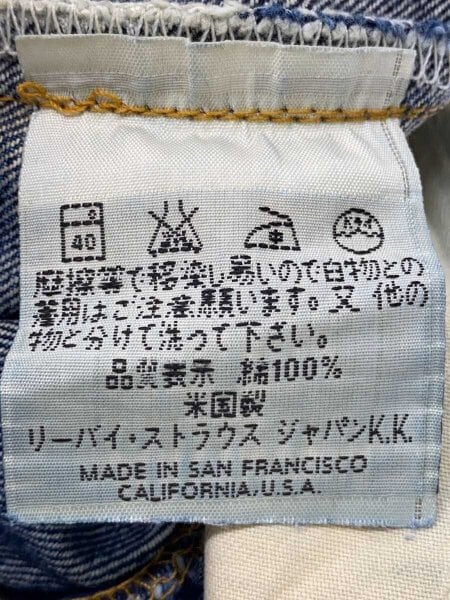 40
摩擦等で移染し易いので白物との
着用はご注意願います。又 他の
物と分けて洗って下さい。
品質表示 綿100%
米国製
リーバイ・ストラウス ジャパンK.K.
MADE IN SAN FRANCISCO
CALIFORNIA,U.S.A.